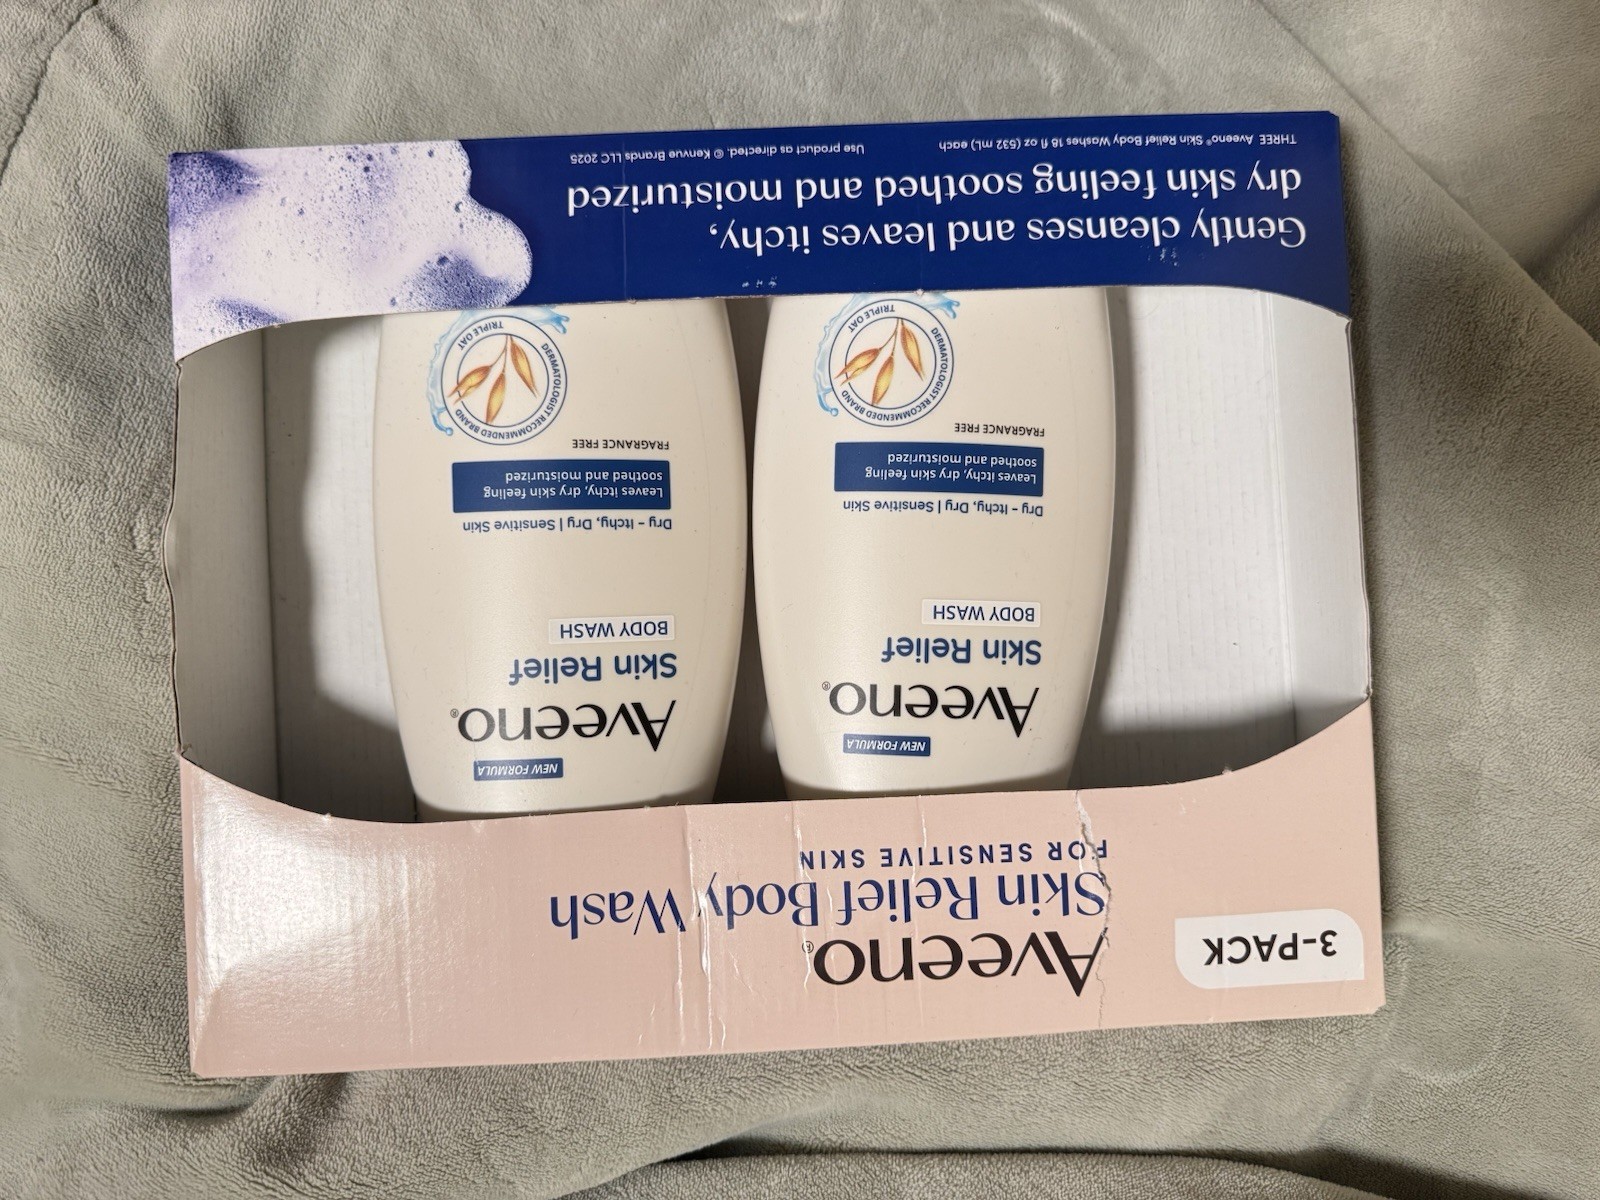 Aveeno®
Skin Relief Body Wash
FOR SENSITIVE SKIN
3-PACK
NEW FORMULA
Aveeno®
Skin Relief
BODY WASH
Dry – Itchy, Dry | Sensitive Skin
Leaves itchy, dry skin feeling
soothed and moisturized
FRAGRANCE FREE
DERMATOLOGIST RECOMMENDED BRAND
TRIPLE OAT
NEW FORMULA
Aveeno®
Skin Relief
BODY WASH
Dry – Itchy, Dry | Sensitive Skin
Leaves itchy, dry skin feeling
soothed and moisturized
FRAGRANCE FREE
DERMATOLOGIST RECOMMENDED BRAND
TRIPLE OAT
Gently cleanses and leaves itchy,
dry skin feeling soothed and moisturized
THREE Aveeno® Skin Relief Body Washes 18 fl oz (532 mL) each
Use product as directed. © Kenvue Brands LLC 2025